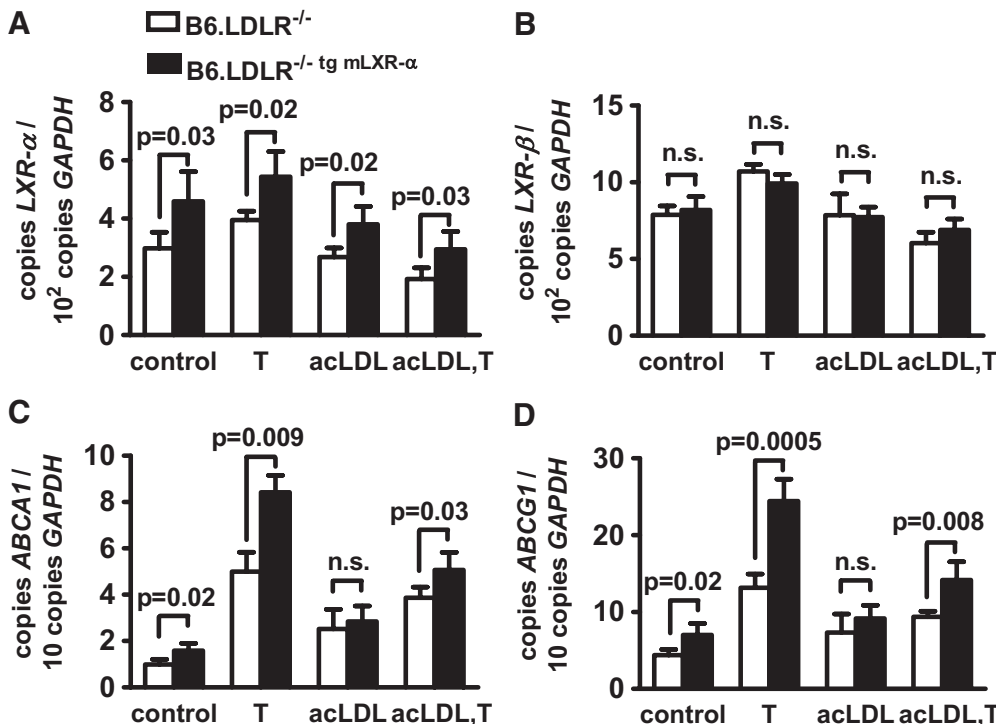 A
B6.LDLR-/-
B6.LDLR-/- tg mLXR-α
copies LXR-α /
10² copies GAPDH
8
6
4
2
0
p=0.03
p=0.02
p=0.02
p=0.03
control T acLDL acLDL,T
B
copies LXR-β /
10² copies GAPDH
15
10
5
0
n.s.
n.s.
n.s.
n.s.
control T acLDL acLDL,T
C
copies ABCA1 /
10 copies GAPDH
10
8
6
4
2
0
p=0.02
p=0.009
n.s.
p=0.03
control T acLDL acLDL,T
D
copies ABCG1 /
10 copies GAPDH
30
20
10
0
p=0.02
p=0.0005
n.s.
p=0.008
control T acLDL acLDL,T